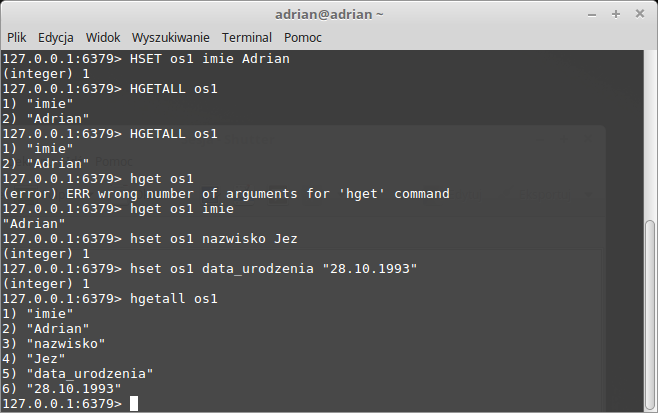 adrian@adrian ~
Plik Edycja Widok Wyszukiwanie Terminal Pomoc
127.0.0.1:6379> HSET os1 imie Adrian
(integer) 1
127.0.0.1:6379> HGETALL os1
1) "imie"
2) "Adrian"
127.0.0.1:6379> HGETALL os1
1) "imie"
2) "Adrian"
127.0.0.1:6379> hget os1
(error) ERR wrong number of arguments for 'hget' command
127.0.0.1:6379> hget os1 imie
"Adrian"
127.0.0.1:6379> hset os1 nazwisko Jez
(integer) 1
127.0.0.1:6379> hset os1 data_urodzenia "28.10.1993"
(integer) 1
127.0.0.1:6379> hgetall os1
1) "imie"
2) "Adrian"
3) "nazwisko"
4) "Jez"
5) "data_urodzenia"
6) "28.10.1993"
127.0.0.1:6379>